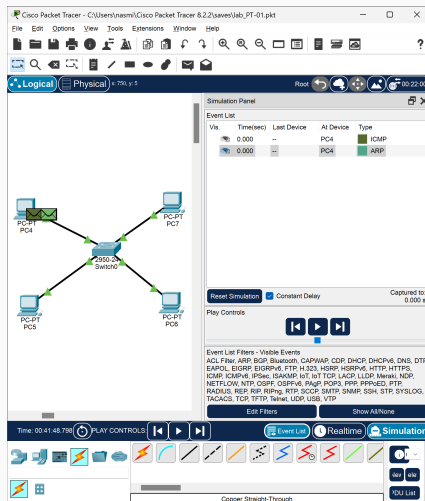 Cisco Packet Tracer - C:\Users\nasmi\Cisco Packet Tracer 8.2.2\saves\lab_PT-01.pkt
File Edit Options View Tools Extensions Window Help
Logical Physical x: 750, y: 5 Root 00:22:00
Simulation Panel
Event List
Vis. Time(sec) Last Device At Device Type
0.000 -- PC4 ICMP
0.000 -- PC4 ARP
PC-PT
PC4
PC-PT
PC7
2950-24
Switch0
PC-PT
PC5
PC-PT
PC6
Reset Simulation Constant Delay Captured to:
0.000 s
Play Controls
Event List Filters - Visible Events
ACL Filter, ARP, BGP, Bluetooth, CAPWAP, CDP, DHCP, DHCPv6, DNS, DTP,
EAPOL, EIGRP, EIGRPv6, FTP, H.323, HSRP, HSRPv6, HTTP, HTTPS,
ICMP, ICMPv6, IPSec, ISAKMP, IoT, IoT TCP, LACP, LLDP, Meraki, NDP,
NETFLOW, NTP, OSPF, OSPFv6, PAgP, POP3, PPP, PPPoED, PTP,
RADIUS, REP, RIP, RIPng, RTP, SCCP, SMTP, SNMP, SSH, STP, SYSLOG,
TACACS, TCP, TFTP, Telnet, UDP, USB, VTP
Edit Filters Show All/None
Time: 00:41:48.798 PLAY CONTROLS: Event List Realtime Simulation
Copper Straight-Through
PDU List